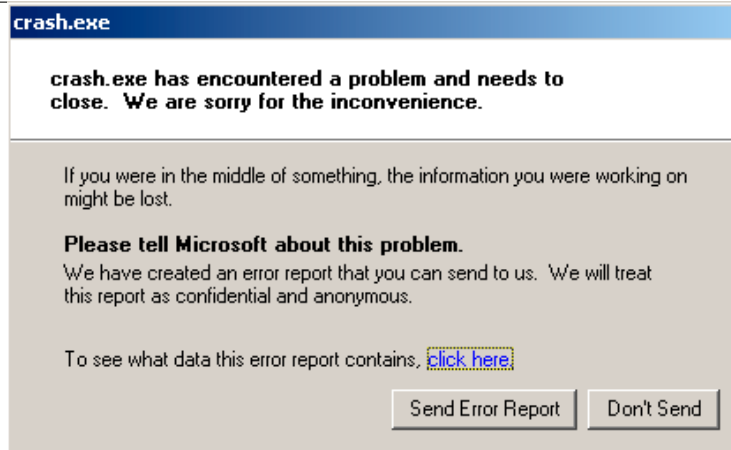 crash.exe
crash.exe has encountered a problem and needs to
close.  We are sorry for the inconvenience.
If you were in the middle of something, the information you were working on
might be lost.
Please tell Microsoft about this problem.
We have created an error report that you can send to us.  We will treat
this report as confidential and anonymous.
To see what data this error report contains, click here.
Send Error Report
Don't Send